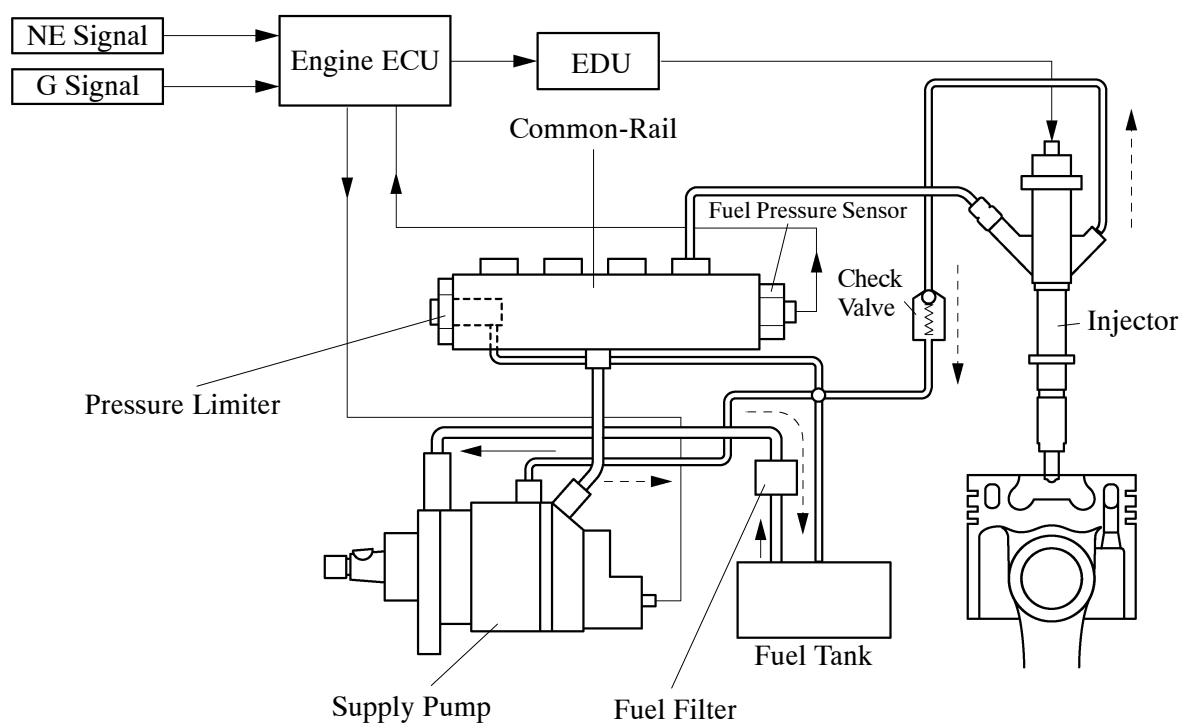 NE Signal
G Signal
Engine ECU
EDU
Common-Rail
Fuel Pressure Sensor
Check
Valve
Injector
Pressure Limiter
Fuel Tank
Supply Pump
Fuel Filter